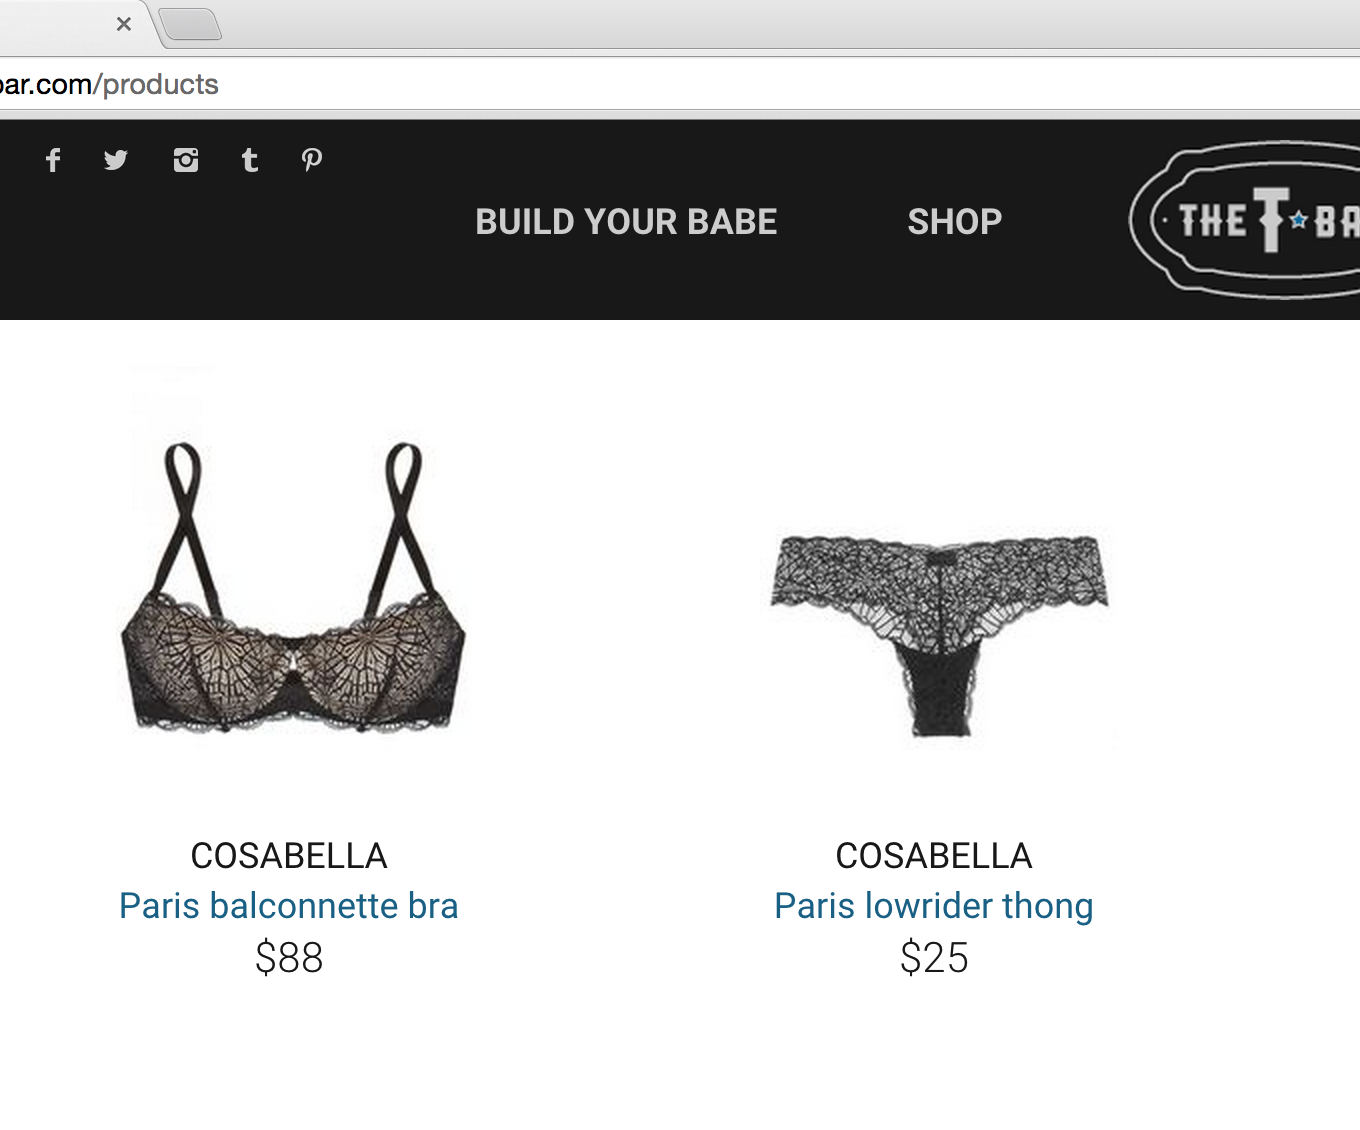 ar.com/products
BUILD YOUR BABE
SHOP
THE T BA
COSABELLA
Paris balconnette bra
$88
COSABELLA
Paris lowrider thong
$25